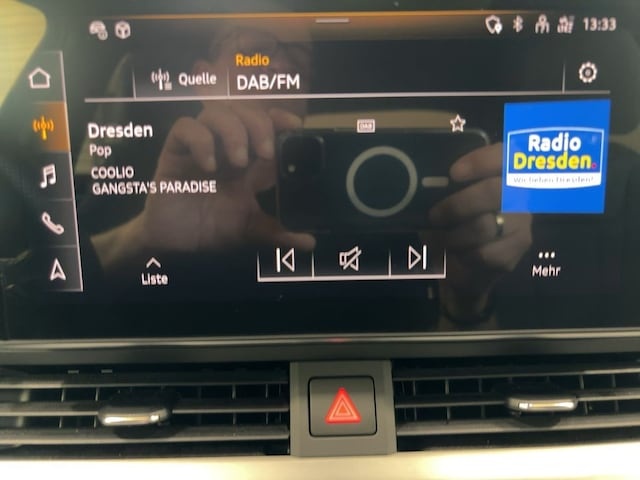 13:33
Quelle
Radio
DAB/FM
Dresden
Pop
COOLIO
GANGSTA'S PARADISE
DAB
Radio
Dresden.
Wir lieben Dresden!
Liste
Mehr